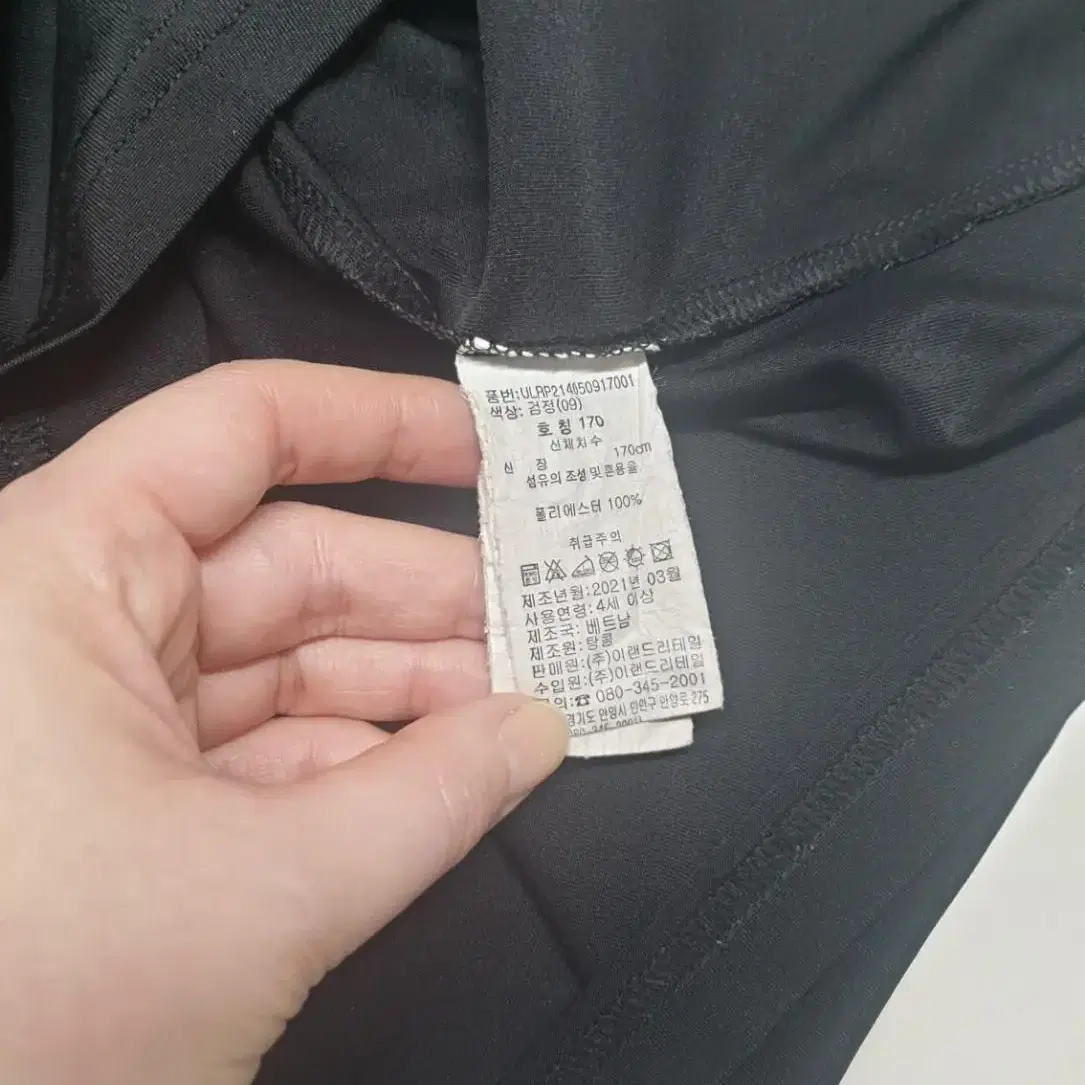 품번:ULRP214050917001
색상: 검정(09)
호칭 170
신체치수
신 장 170cm
섬유의 조성 및 혼용율
폴리에스터 100%
취급주의
제조년월:2021년 03월
사용연령:4세 이상
제조국: 베트남
제조원:탕콩
판매원:(주)이랜드리테일
수입원:(주)이랜드리테일
☎ 080-345-2001
경기도 안양시 만안구 안양로 275